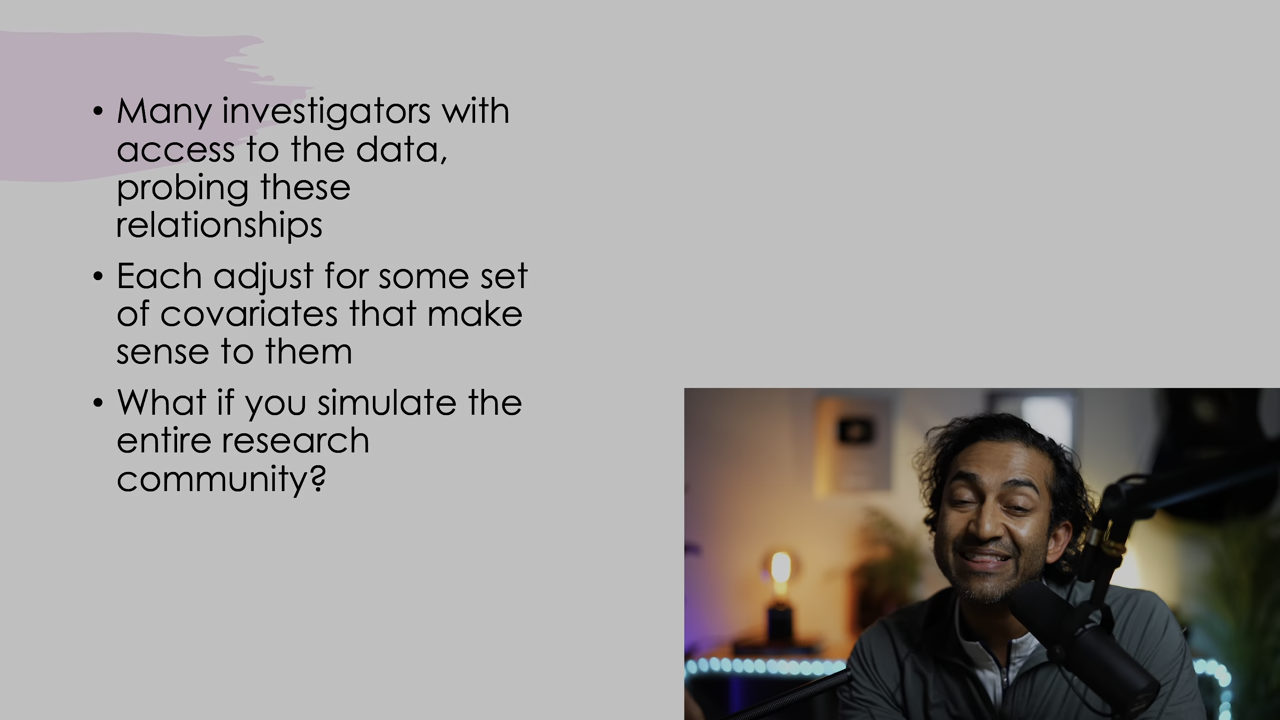 • Many investigators with
access to the data,
probing these
relationships
• Each adjust for some set
of covariates that make
sense to them
• What if you simulate the
entire research
community?